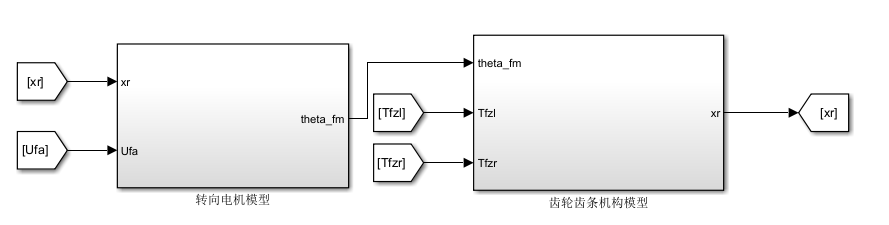 [xr]
xr
[Ufa]
Ufa
theta_fm
转向电机模型
theta_fm
[Tfzl]
Tfzl
[Tfzr]
Tfzr
xr
齿轮齿条机构模型
[xr]